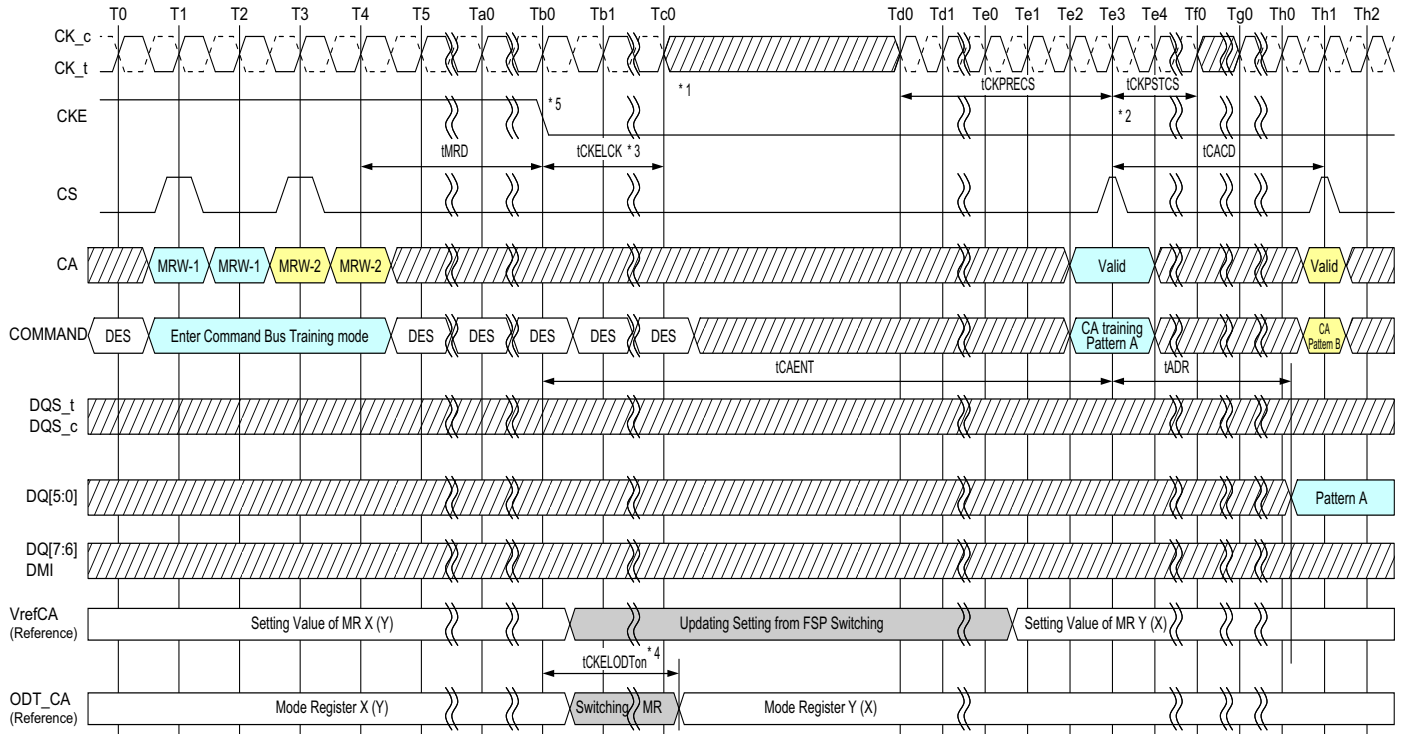 T0 T1 T2 T3 T4 T5 Ta0 Tb0 Tb1 Tc0 Td0 Td1 Te0 Te1 Te2 Te3 Te4 Tf0 Tg0 Th0 Th1 Th2
CK_c
CK_t
* 1
tCKPRECS tCKPSTCS
CKE
* 5
* 2
tMRD tCKELCK * 3 tCACD
CS
CA MRW-1 MRW-1 MRW-2 MRW-2 Valid Valid
COMMAND DES Enter Command Bus Training mode DES DES DES DES DES CA training
Pattern A CA
Pattern B
tCAENT tADR
DQS_t
DQS_c
DQ[5:0] Pattern A
DQ[7:6]
DMI
VrefCA
(Reference)
Setting Value of MR X (Y) Updating Setting from FSP Switching Setting Value of MR Y (X)
tCKELODTon * 4
ODT_CA
(Reference)
Mode Register X (Y) Switching MR Mode Register Y (X)